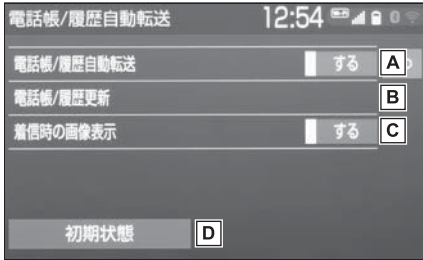 電話帳/履歴自動転送 12:54 0
電話帳/履歴自動転送 する A
電話帳/履歴更新 B
着信時の画像表示 する C
初期状態 D